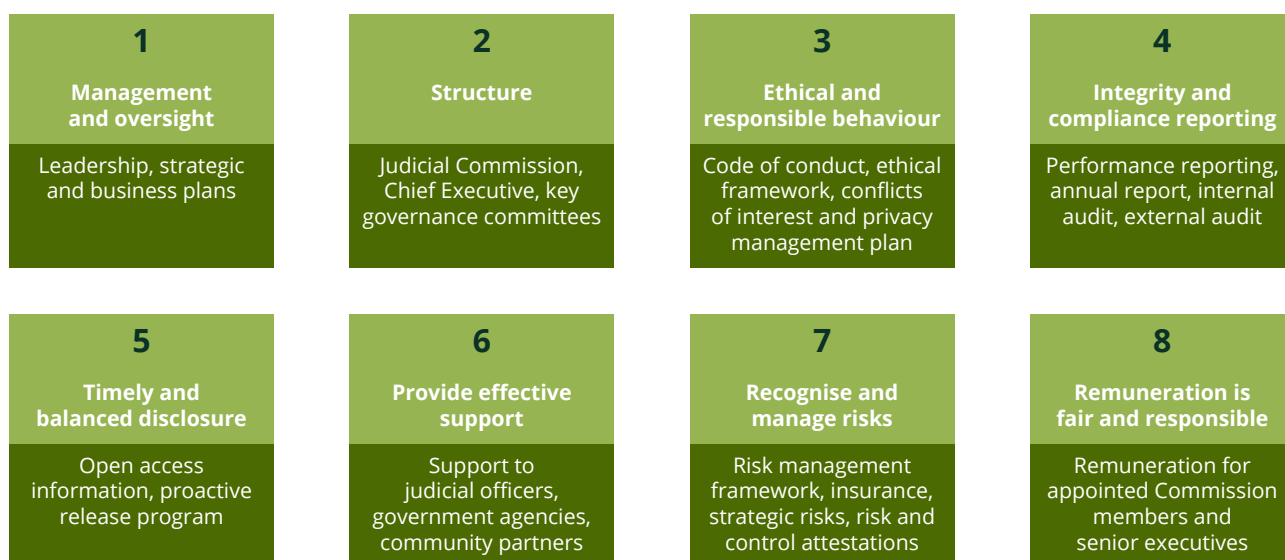 1
Management
and oversight
Leadership, strategic
and business plans
2
Structure
Judicial Commission,
Chief Executive, key
governance committees
3
Ethical and
responsible behaviour
Code of conduct, ethical
framework, conflicts
of interest and privacy
management plan
4
Integrity and
compliance reporting
Performance reporting,
annual report, internal
audit, external audit
5
Timely and
balanced disclosure
Open access
information, proactive
release program
6
Provide effective
support
Support to
judicial officers,
government agencies,
community partners
7
Recognise and
manage risks
Risk management
framework, insurance,
strategic risks, risk and
control attestations
8
Remuneration is
fair and responsible
Remuneration for
appointed Commission
members and
senior executives